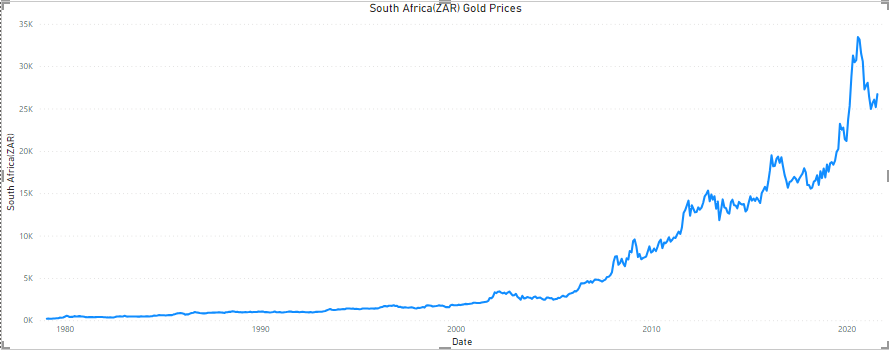 South Africa(ZAR) Gold Prices
35K
30K
25K
20K
15K
10K
5K
0K
South Africa(ZAR)
1980 1990 2000 2010 2020
Date